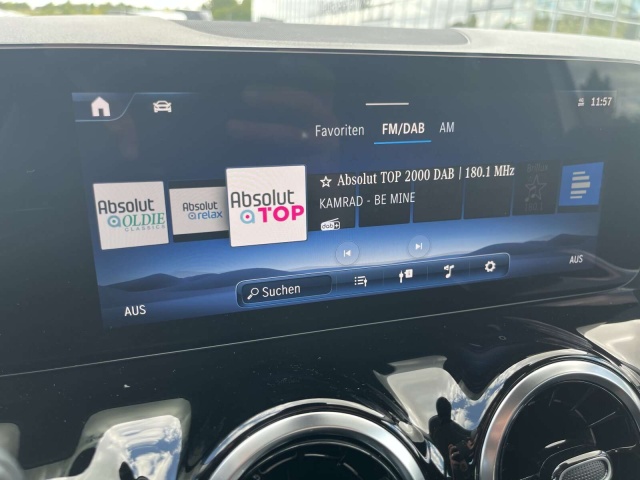 11:57
Favoriten FM/DAB AM
Absolut TOP 2000 DAB | 180.1 MHz
KAMRAD - BE MINE
Absolut
OLDIE
CLASSICS
Absolut
relax
Absolut
TOP
dab+
Suchen
AUS
AUS